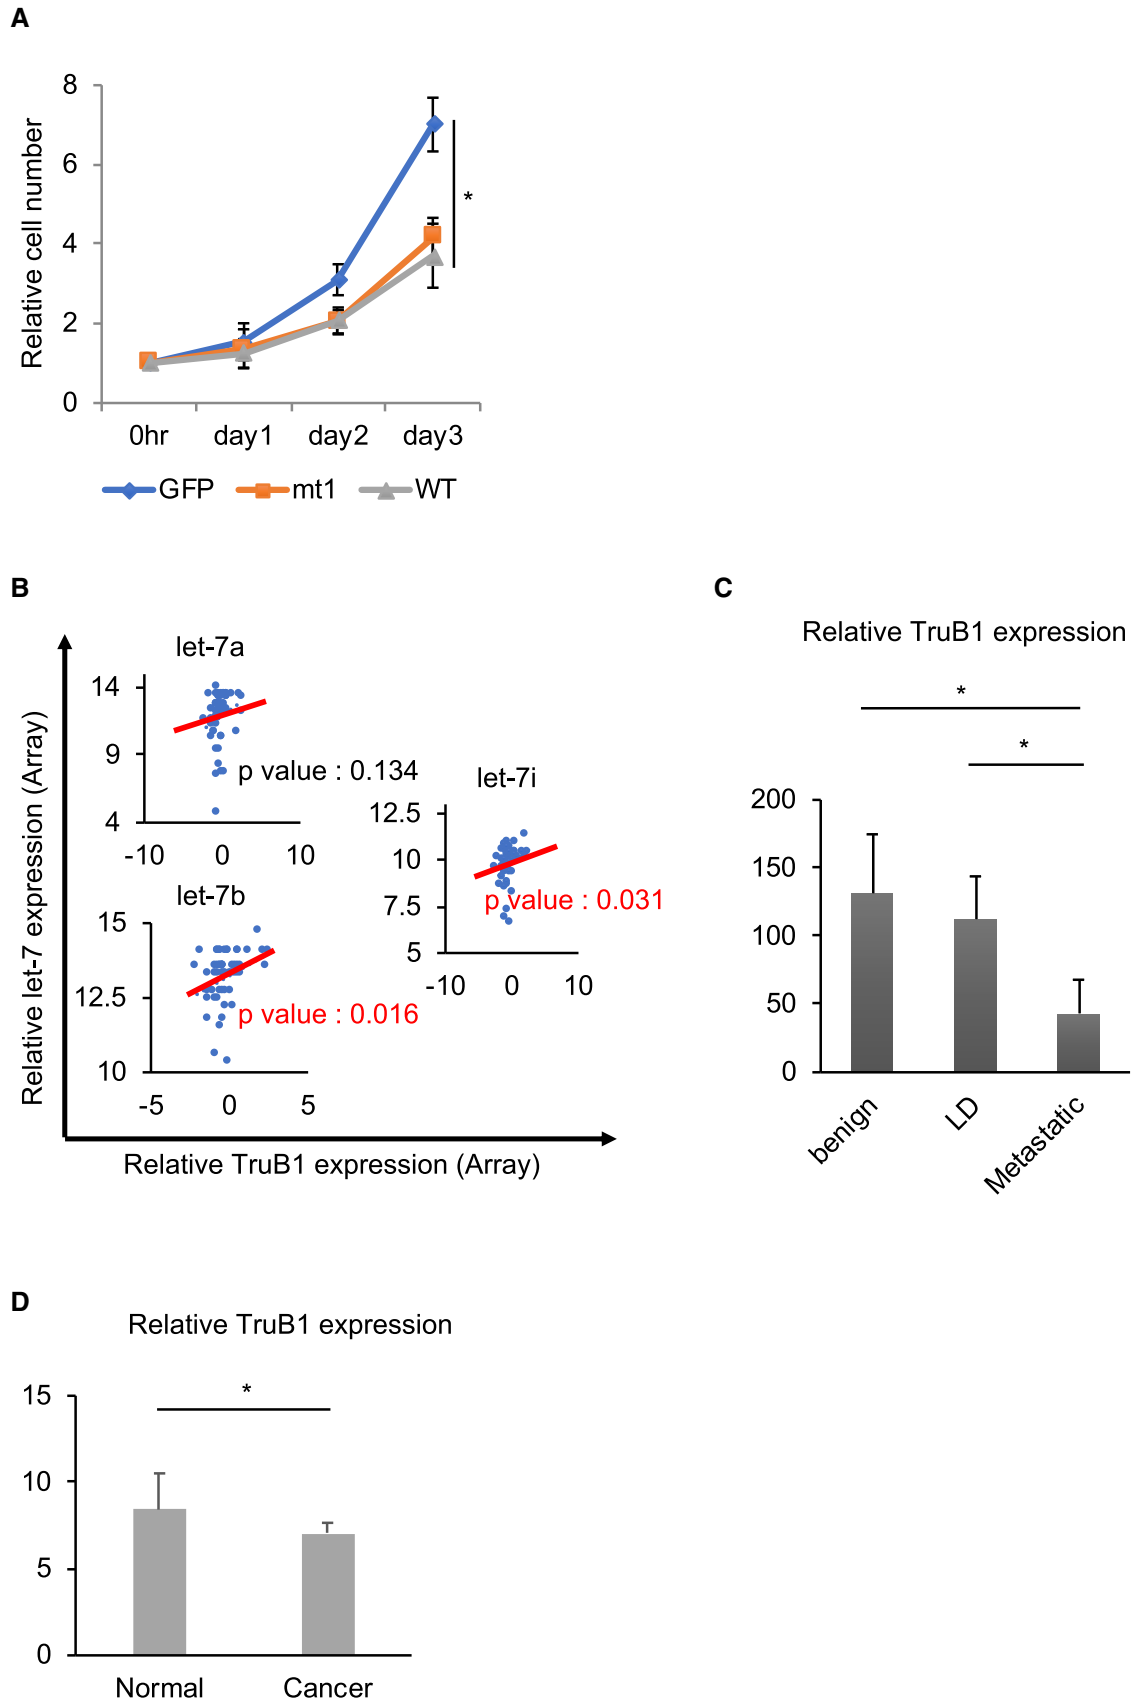 A
Relative cell number
8
6
4
2
0
0hr day1 day2 day3
*
GFP mt1 WT
B
Relative let-7 expression (Array)
let-7a
14
9
4
-10 0 10
p value : 0.134
let-7i
12.5
10
7.5
5
-10 0 10
p value : 0.031
let-7b
15
12.5
10
-5 0 5
p value : 0.016
Relative TruB1 expression (Array)
C
Relative TruB1 expression
*
*
200
150
100
50
0
benign
LD
Metastatic
D
Relative TruB1 expression
*
15
10
5
0
Normal Cancer